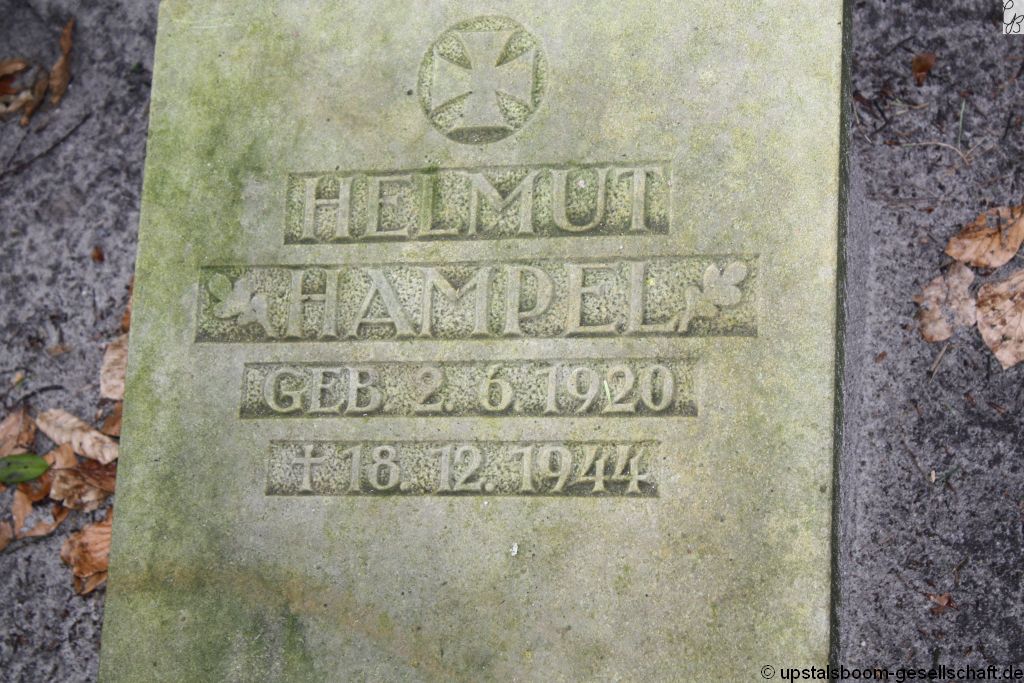 HELMUT
HAMPEL
GEB. 2. 6. 1920
† 18. 12. 1944
© upstalsboom-gesellschaft.de